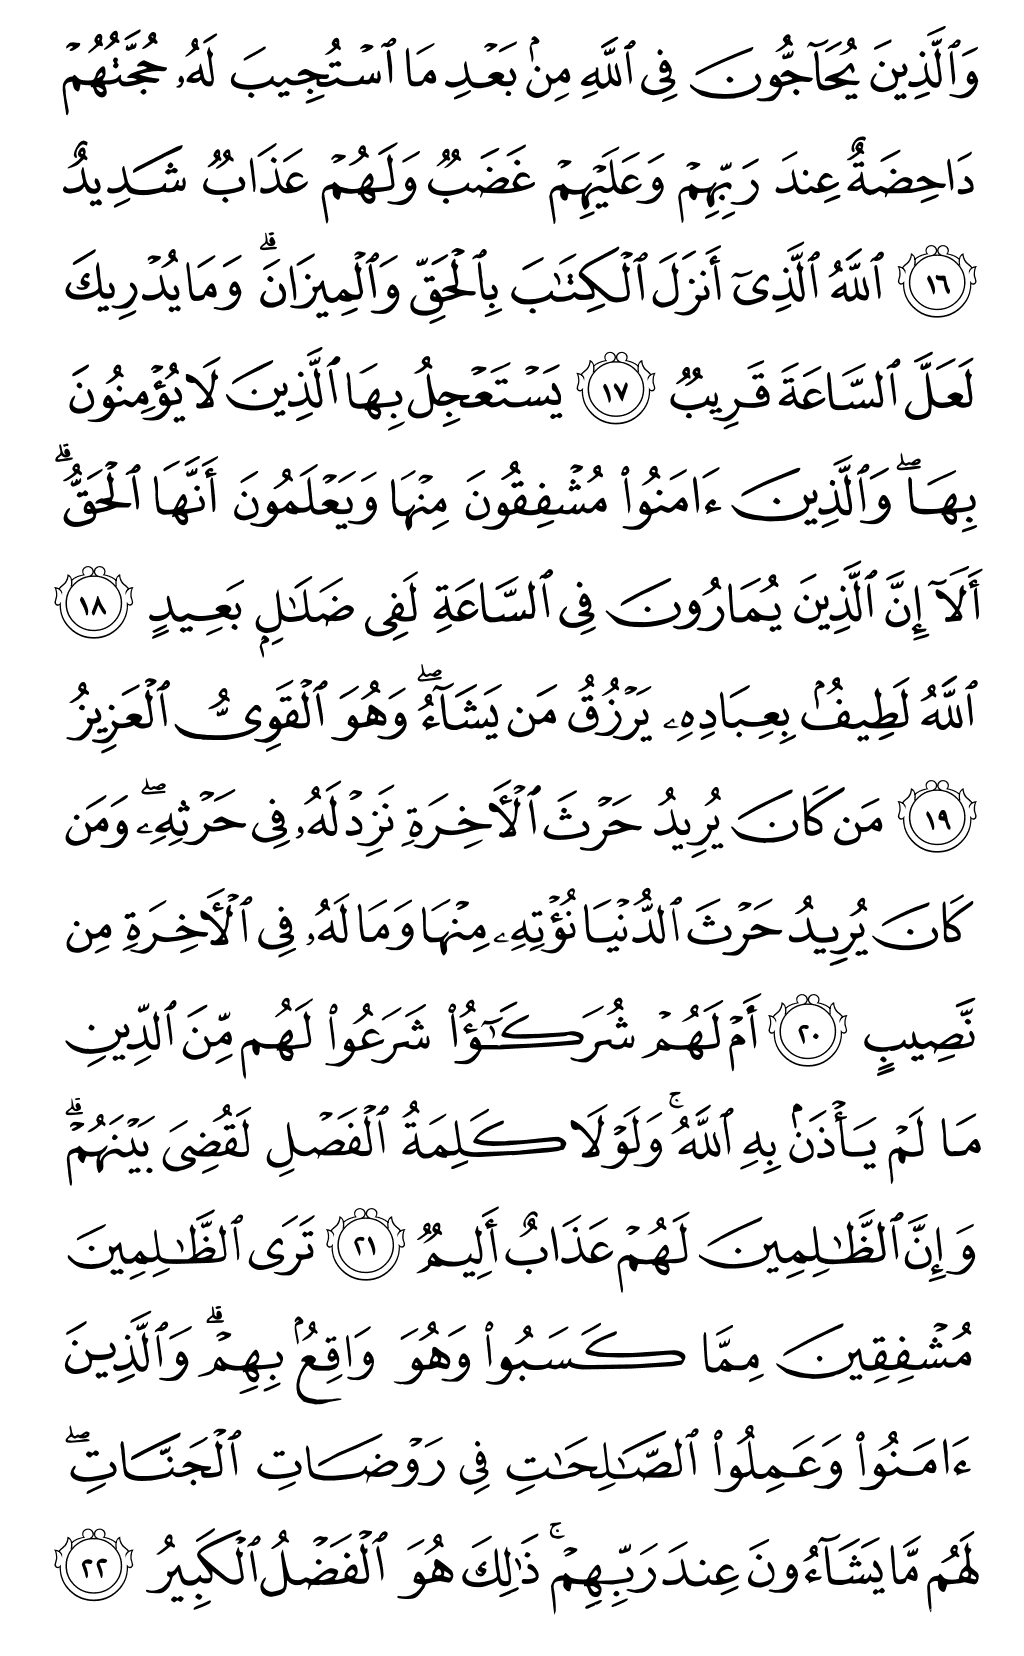 وَٱلَّذِينَ يُحَآجُّونَ فِى ٱللَّهِ مِنۢ بَعۡدِ مَا ٱسۡتُجِيبَ لَهُۥ حُجَّتُهُمۡ
دَاحِضَةٌ عِندَ رَبِّهِمۡ وَعَلَيۡهِمۡ غَضَبٌ وَلَهُمۡ عَذَابٌ شَدِيدٌ
١٦ ٱللَّهُ ٱلَّذِىٓ أَنزَلَ ٱلۡكِتَٰبَ بِٱلۡحَقِّ وَٱلۡمِيزَانَۗ وَمَا يُدۡرِيكَ
لَعَلَّ ٱلسَّاعَةَ قَرِيبٌ ١٧ يَسۡتَعۡجِلُ بِهَا ٱلَّذِينَ لَا يُؤۡمِنُونَ
بِهَاۖ وَٱلَّذِينَ ءَامَنُواْ مُشۡفِقُونَ مِنۡهَا وَيَعۡلَمُونَ أَنَّهَا ٱلۡحَقُّۗ
أَلَآ إِنَّ ٱلَّذِينَ يُمَارُونَ فِى ٱلسَّاعَةِ لَفِى ضَلَٰلِۭ بَعِيدٍ ١٨
ٱللَّهُ لَطِيفُۢ بِعِبَادِهِۦ يَرۡزُقُ مَن يَشَآءُۖ وَهُوَ ٱلۡقَوِىُّ ٱلۡعَزِيزُ
١٩ مَن كَانَ يُرِيدُ حَرۡثَ ٱلۡأَخِرَةِ نَزِدۡ لَهُۥ فِى حَرۡثِهِۦۖ وَمَن
كَانَ يُرِيدُ حَرۡثَ ٱلدُّنۡيَا نُؤۡتِهِۦ مِنۡهَا وَمَا لَهُۥ فِى ٱلۡأَخِرَةِ مِن
نَّصِيبٍ ٢٠ أَمۡ لَهُمۡ شُرَكَٰٓؤُاْ شَرَعُواْ لَهُم مِّنَ ٱلدِّينِ
مَا لَمۡ يَأۡذَنۢ بِهِ ٱللَّهُۚ وَلَوۡلَا كَلِمَةُ ٱلۡفَصۡلِ لَقُضِىَ بَيۡنَهُمۡۗ
وَإِنَّ ٱلظَّٰلِمِينَ لَهُمۡ عَذَابٌ أَلِيمٌ ٢١ تَرَى ٱلظَّٰلِمِينَ
مُشۡفِقِينَ مِمَّا كَسَبُواْ وَهُوَ وَاقِعُۢ بِهِمۡۗ وَٱلَّذِينَ
ءَامَنُواْ وَعَمِلُواْ ٱلصَّٰلِحَٰتِ فِى رَوۡضَاتِ ٱلۡجَنَّاتِۖ
لَهُم مَّا يَشَآءُونَ عِندَ رَبِّهِمۡۚ ذَٰلِكَ هُوَ ٱلۡفَضۡلُ ٱلۡكَبِيرُ ٢٢